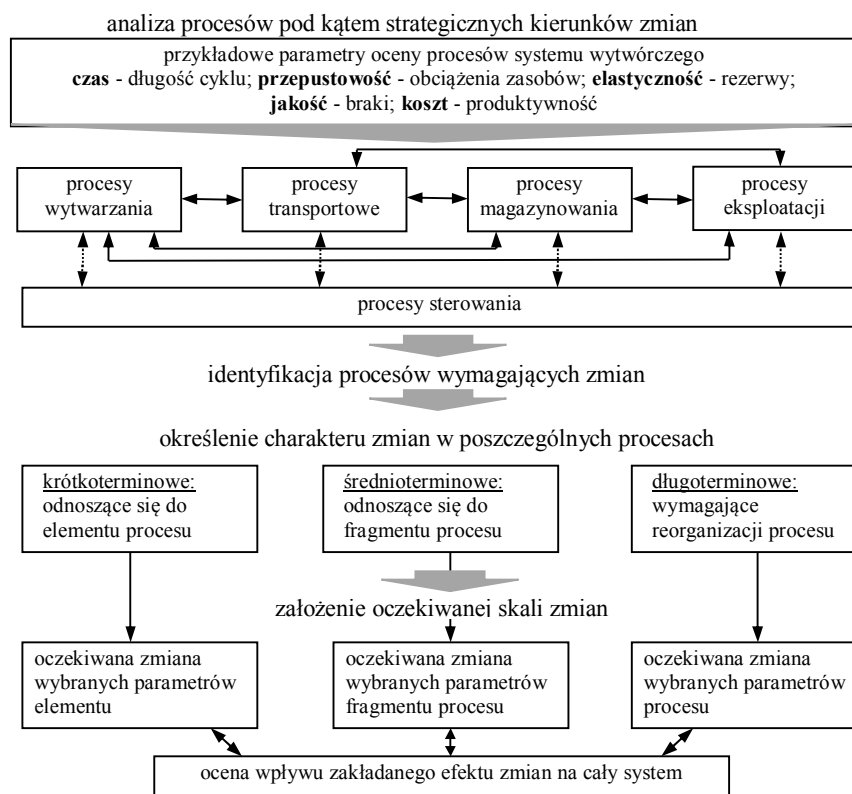 analiza procesów pod kątem strategicznych kierunków zmian
przykładowe parametry oceny procesów systemu wytwórczego
czas - długość cyklu; przepustowość - obciążenia zasobów; elastyczność - rezerwy;
jakość - braki; koszt - produktywność
procesy
wytwarzania
procesy
transportowe
procesy
magazynowania
procesy
eksploatacji
procesy sterowania
identyfikacja procesów wymagających zmian
określenie charakteru zmian w poszczególnych procesach
krótkoterminowe:
odnoszące się do
elementu procesu
średnioterminowe:
odnoszące się do
fragmentu procesu
długoterminowe:
wymagające
reorganizacji procesu
założenie oczekiwanej skali zmian
oczekiwana zmiana
wybranych parametrów
elementu
oczekiwana zmiana
wybranych parametrów
fragmentu procesu
oczekiwana zmiana
wybranych parametrów
procesu
ocena wpływu zakładanego efektu zmian na cały system